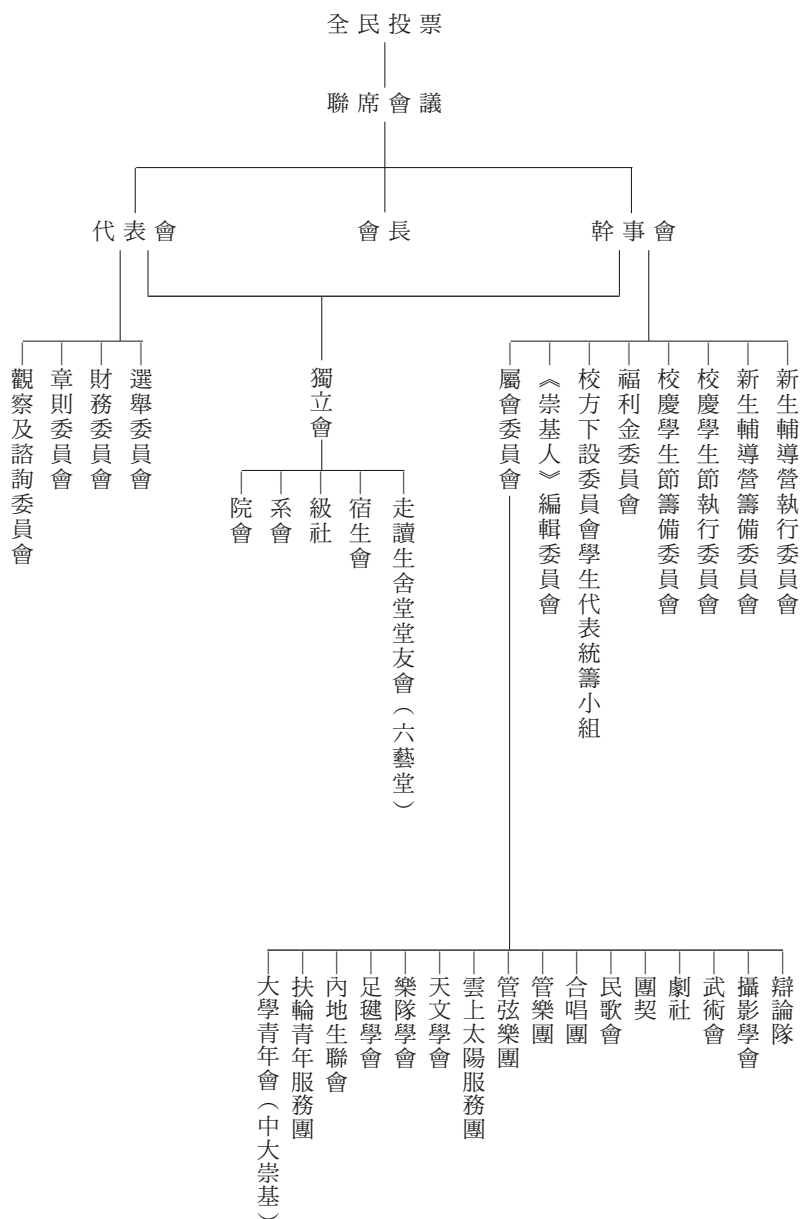 全民投票
聯席會議
代表會
會長
幹事會
觀察及諮詢委員會
章則委員會
財務委員會
選舉委員會
獨立會
院會
系會
級社
宿生會
走讀生舍堂堂友會（六藝堂）
屬會委員會
《崇基人》編輯委員會
校方下設委員會學生代表統籌小組
福利金委員會
校慶學生節籌備委員會
校慶學生節執行委員會
新生輔導營籌備委員會
新生輔導營執行委員會
大學青年會（中大崇基）
扶輪青年服務團
內地生聯會
足毽學會
樂隊學會
天文學會
雲上太陽服務團
管弦樂團
管樂團
合唱團
民歌會
團契
劇社
武術會
攝影學會
辯論隊